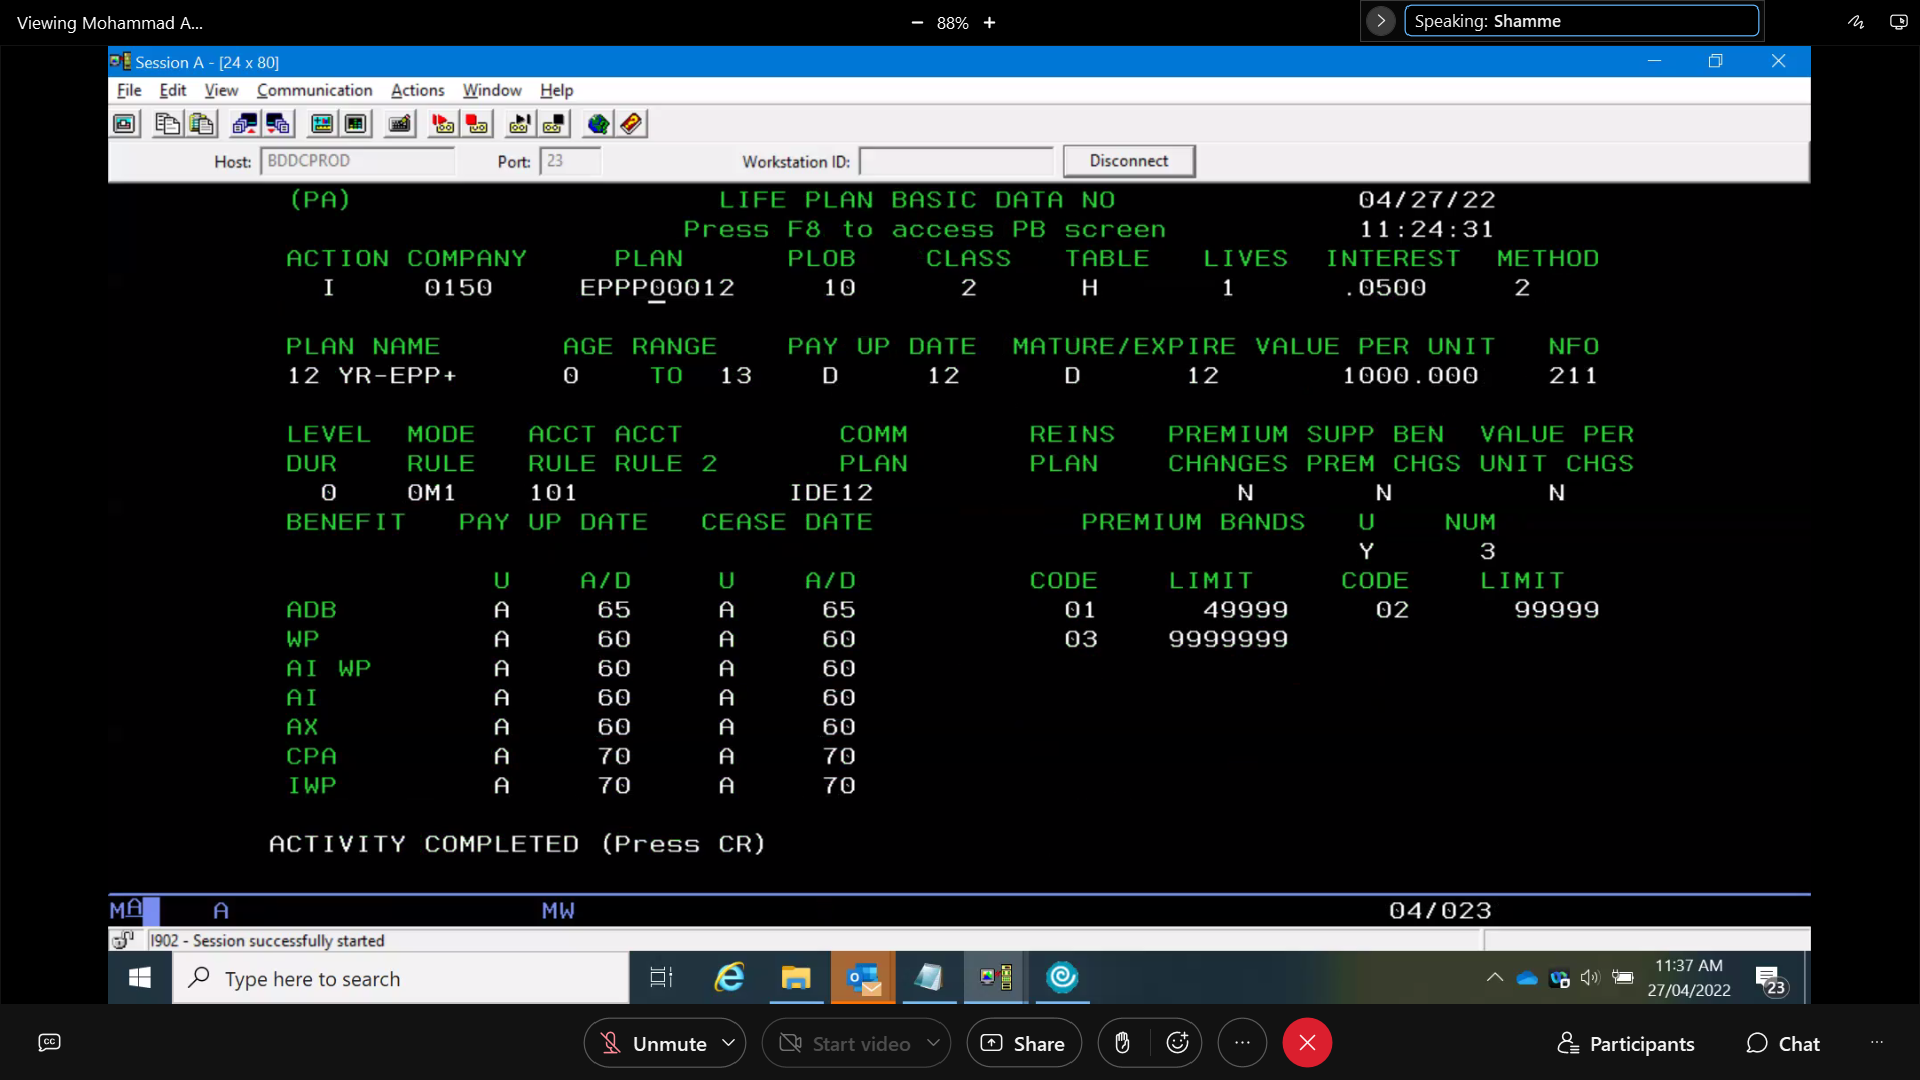 Viewing Mohammad A...
88%
Speaking: Shamme
Session A - [24 x 80]
File Edit View Communication Actions Window Help
Host: BDDCPROD Port: 23 Workstation ID: Disconnect
(PA) LIFE PLAN BASIC DATA NO 04/27/22
Press F8 to access PB screen 11:24:31
ACTION COMPANY PLAN PLOB CLASS TABLE LIVES INTEREST METHOD
I 0150 EPPP00012 10 2 H 1 .0500 2
PLAN NAME AGE RANGE PAY UP DATE MATURE/EXPIRE VALUE PER UNIT NFO
12 YR-EPP+ 0 TO 13 D 12 D 12 1000.000 211
LEVEL MODE ACCT ACCT COMM REINS PREMIUM SUPP BEN VALUE PER
DUR RULE RULE RULE 2 PLAN PLAN CHANGES PREM CHGS UNIT CHGS
0 0M1 101 IDE12 N N N
BENEFIT PAY UP DATE CEASE DATE PREMIUM BANDS U NUM
Y 3
U A/D U A/D CODE LIMIT CODE LIMIT
ADB A 65 A 65 01 49999 02 99999
WP A 60 A 60 03 9999999
AI WP A 60 A 60
AI A 60 A 60
AX A 60 A 60
CPA A 70 A 70
IWP A 70 A 70
ACTIVITY COMPLETED (Press CR)
MA A MW 04/023
I902 - Session successfully started
Type here to search
11:37 AM
27/04/2022
23
CC Unmute Start video Share Participants Chat